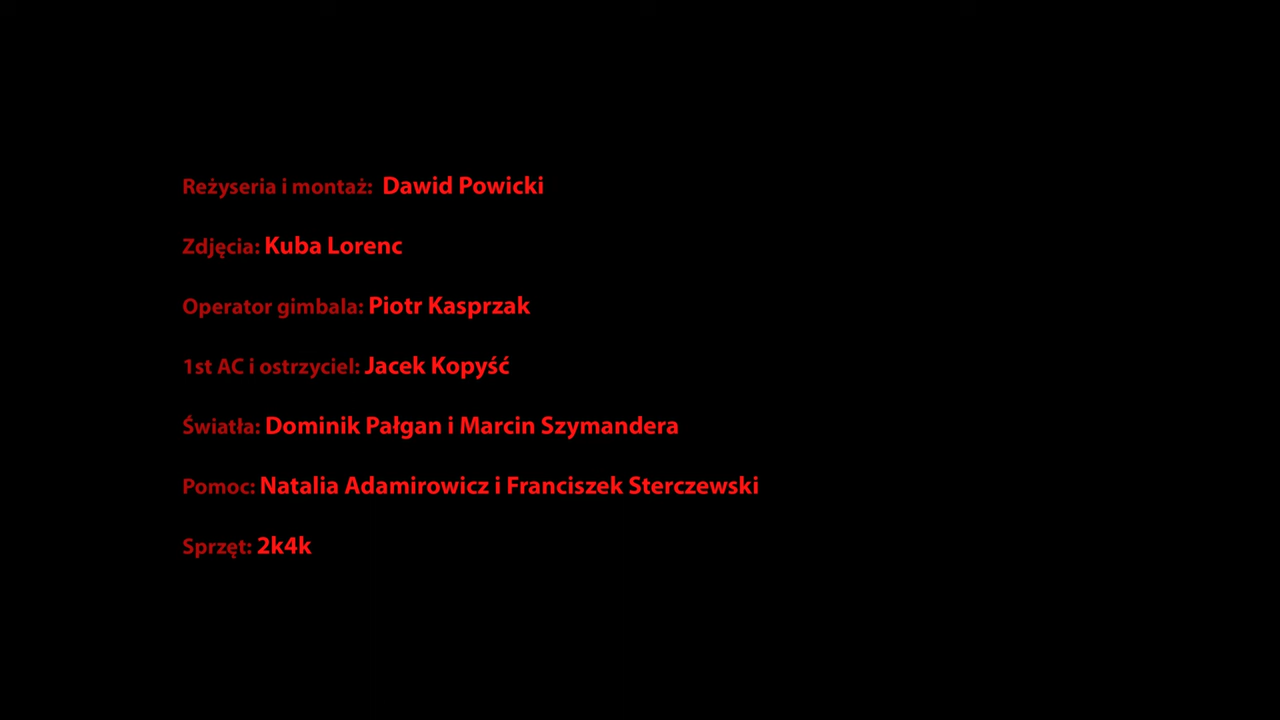 Reżyseria i montaż: Dawid Powicki
Zdjęcia: Kuba Lorenc
Operator gimbala: Piotr Kasprzak
1st AC i ostrzyciel: Jacek Kopyść
Światła: Dominik Pałgan i Marcin Szymandera
Pomoc: Natalia Adamirowicz i Franciszek Sterczewski
Sprzęt: 2k4k